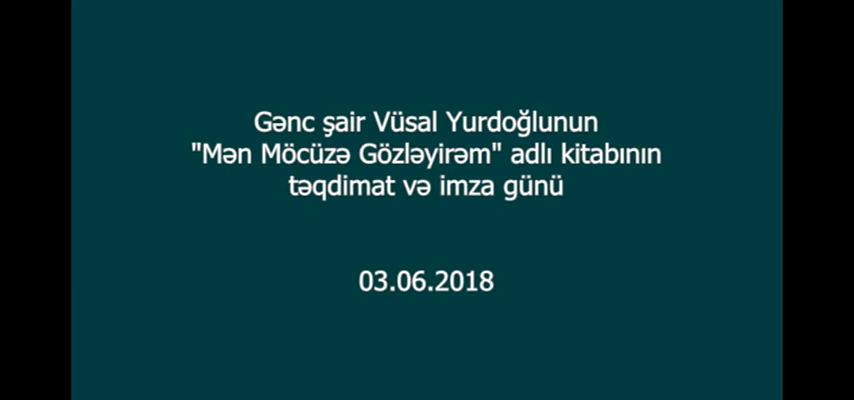 Gənc şair Vüsal Yurdoğlunun
"Mən Möcüzə Gözləyirəm" adlı kitabının
təqdimat və imza günü
03.06.2018